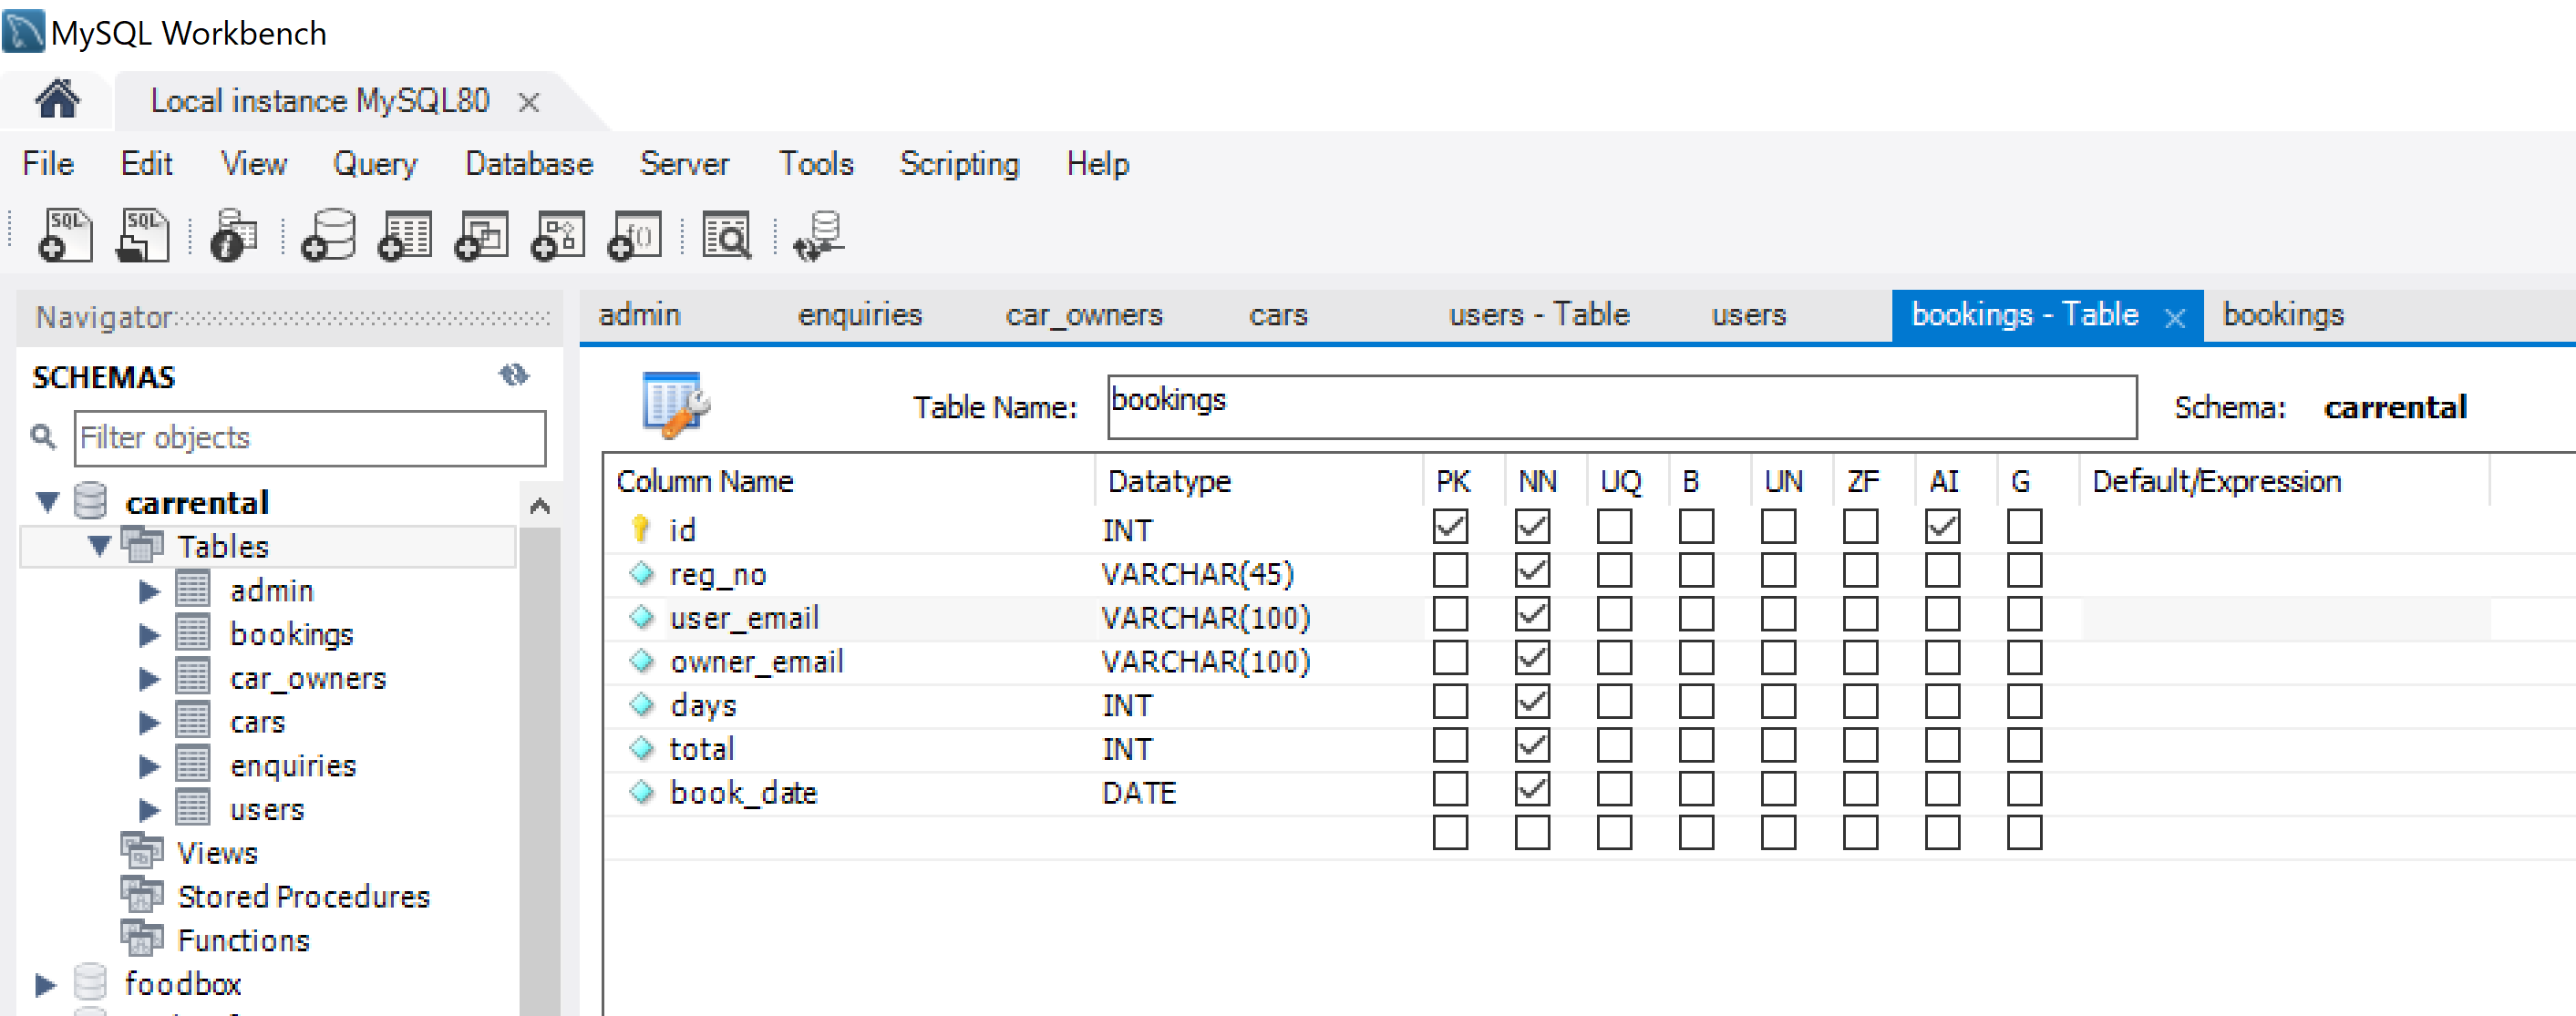 MySQL Workbench
Local instance MySQL80
File Edit View Query Database Server Tools Scripting Help
SQL SQL f()
Navigator
SCHEMAS
Filter objects
carrental
Tables
admin
bookings
car_owners
cars
enquiries
users
Views
Stored Procedures
Functions
foodbox
admin enquiries car_owners cars users - Table users bookings - Table bookings
Table Name: bookings Schema: carrental
Column Name Datatype PK NN UQ B UN ZF AI G Default/Expression
id INT
reg_no VARCHAR(45)
user_email VARCHAR(100)
owner_email VARCHAR(100)
days INT
total INT
book_date DATE